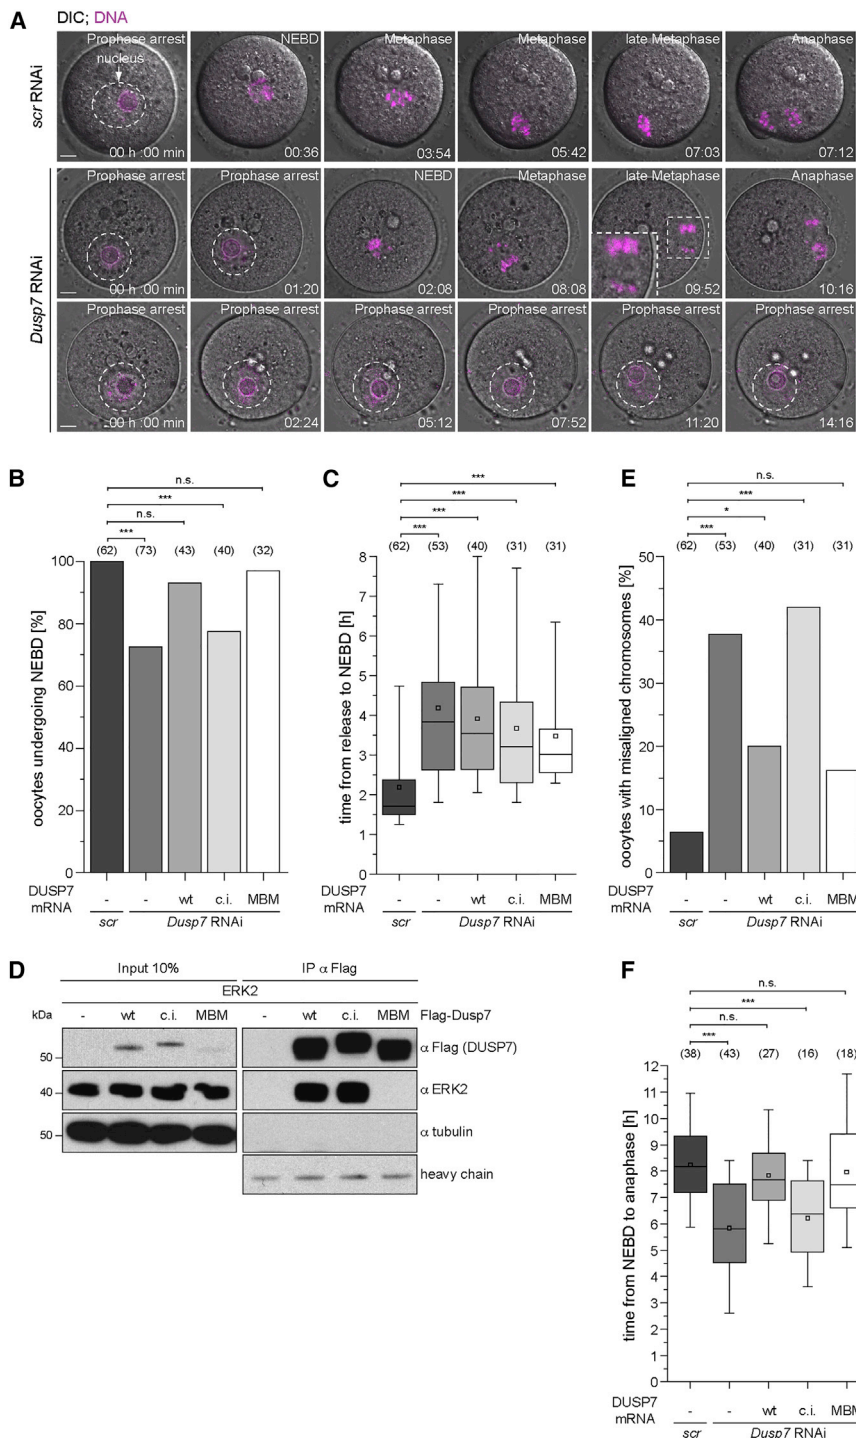 A
DIC; DNA
scr RNAi
Prophase arrest
nucleus
00 h :00 min
NEBD
00:36
Metaphase
03:54
Metaphase
05:42
late Metaphase
07:03
Anaphase
07:12
Dusp7 RNAi
Prophase arrest
00 h :00 min
Prophase arrest
01:20
NEBD
02:08
Metaphase
08:08
late Metaphase
09:52
Anaphase
10:16
Prophase arrest
00 h :00 min
Prophase arrest
02:24
Prophase arrest
05:12
Prophase arrest
07:52
Prophase arrest
11:20
Prophase arrest
14:16
B
n.s.
***
n.s.
***
(62) (73) (43) (40) (32)
oocytes undergoing NEBD [%]
100
80
60
40
20
0
DUSP7 mRNA
- - wt c.i. MBM
scr Dusp7 RNAi
C
***
***
***
***
(62) (53) (40) (31) (31)
time from release to NEBD [h]
8
7
6
5
4
3
2
1
0
DUSP7 mRNA
- - wt c.i. MBM
scr Dusp7 RNAi
E
n.s.
***
*
***
(62) (53) (40) (31) (31)
oocytes with misaligned chromosomes [%]
50
40
30
20
10
0
DUSP7 mRNA
- - wt c.i. MBM
scr Dusp7 RNAi
D
Input 10% IP α Flag
ERK2
kDa - wt c.i. MBM - wt c.i. MBM Flag-Dusp7
50 α Flag (DUSP7)
40 α ERK2
50 α tubulin
heavy chain
F
n.s.
***
n.s.
***
(38) (43) (27) (16) (18)
time from NEBD to anaphase [h]
12
11
10
9
8
7
6
5
4
3
2
1
0
DUSP7 mRNA
- - wt c.i. MBM
scr Dusp7 RNAi